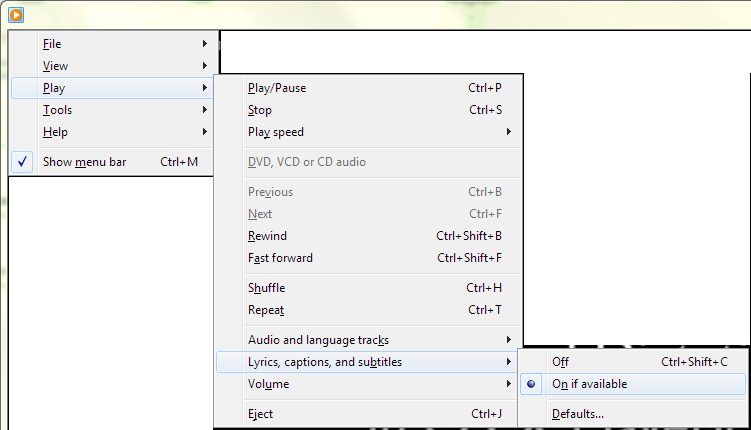 File
View
Play
Tools
Help
Show menu bar Ctrl+M
Play/Pause Ctrl+P
Stop Ctrl+S
Play speed
DVD, VCD or CD audio
Previous Ctrl+B
Next Ctrl+F
Rewind Ctrl+Shift+B
Fast forward Ctrl+Shift+F
Shuffle Ctrl+H
Repeat Ctrl+T
Audio and language tracks
Lyrics, captions, and subtitles
Volume
Eject Ctrl+J
Off Ctrl+Shift+C
On if available
Defaults...